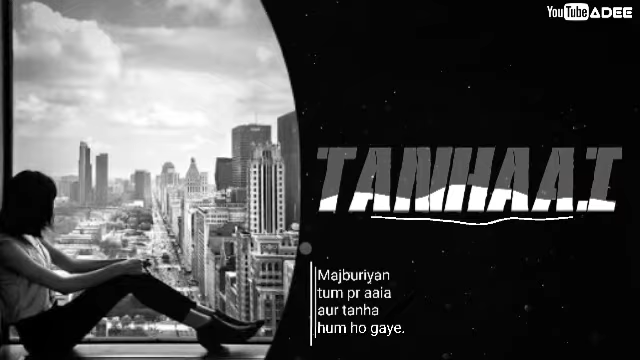 YouTube ADEE
TANHAAI
Majburiyan
tum pr aaia
aur tanha
hum ho gaye.